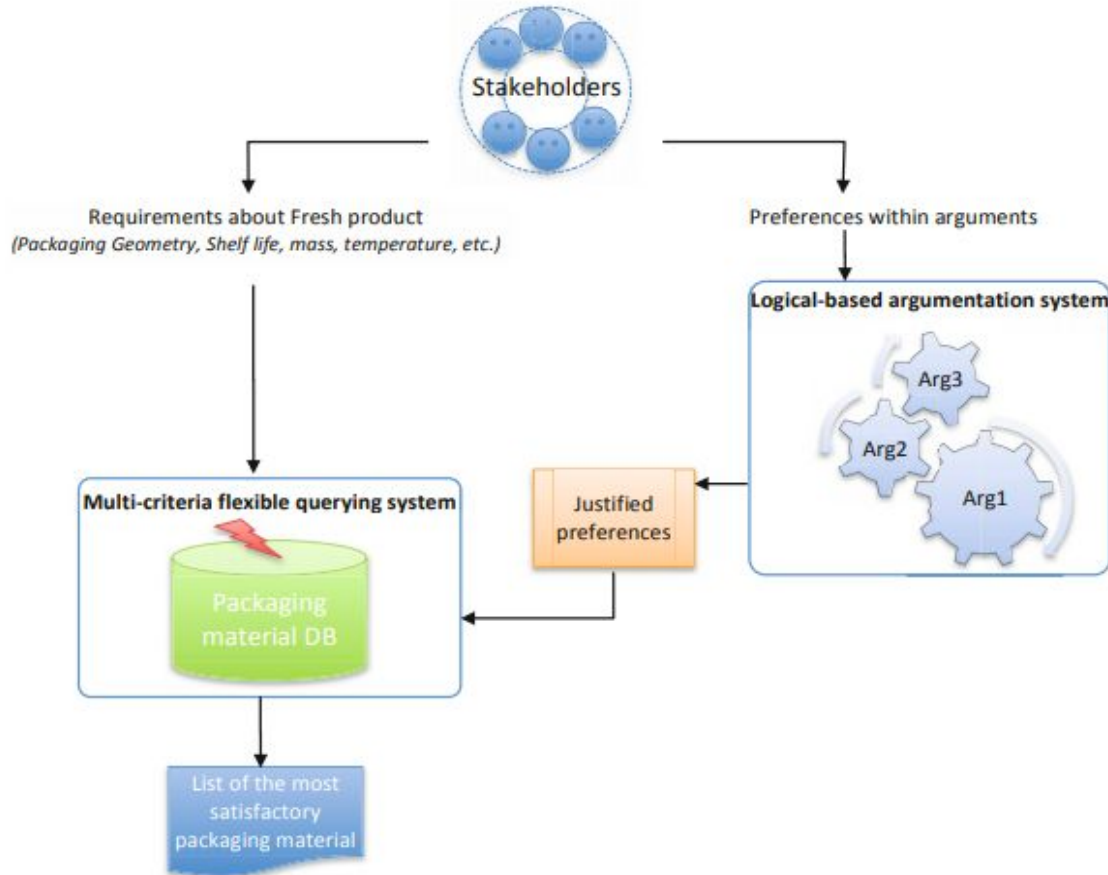 Stakeholders
Requirements about Fresh product
(Packaging Geometry, Shelf life, mass, temperature, etc.)
Preferences within arguments
Logical-based argumentation system
Arg3
Arg2
Arg1
Justified
preferences
Multi-criteria flexible querying system
Packaging
material DB
List of the most
satisfactory
packaging material